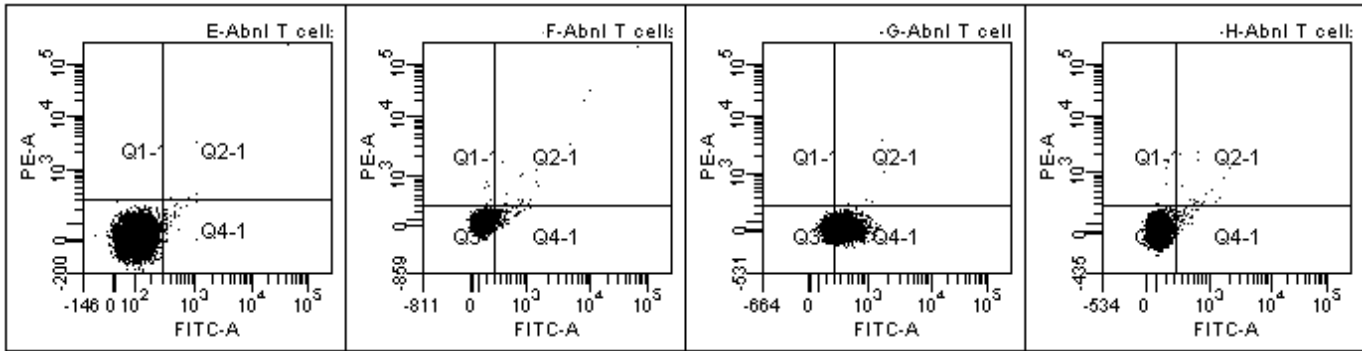 E-Abnl T cells
10^5
10^4
10^3
0
-200
PE-A
Q1-1
Q2-1
Q4-1
-146 0 10^2 10^3 10^4 10^5
FITC-A
F-Abnl T cells
10^5
10^4
10^3
0
-859
PE-A
Q1-1
Q2-1
Q3
Q4-1
-811 0 10^3 10^4 10^5
FITC-A
-G-Abnl T cell
10^5
10^4
10^3
0
-531
PE-A
Q1-1
Q2-1
Q3
Q4-1
-664 0 10^3 10^4 10^5
FITC-A
-H-Abnl T cell
10^5
10^4
10^3
0
-435
PE-A
Q1-1
Q2-1
Q4-1
-534 0 10^3 10^4 10^5
FITC-A